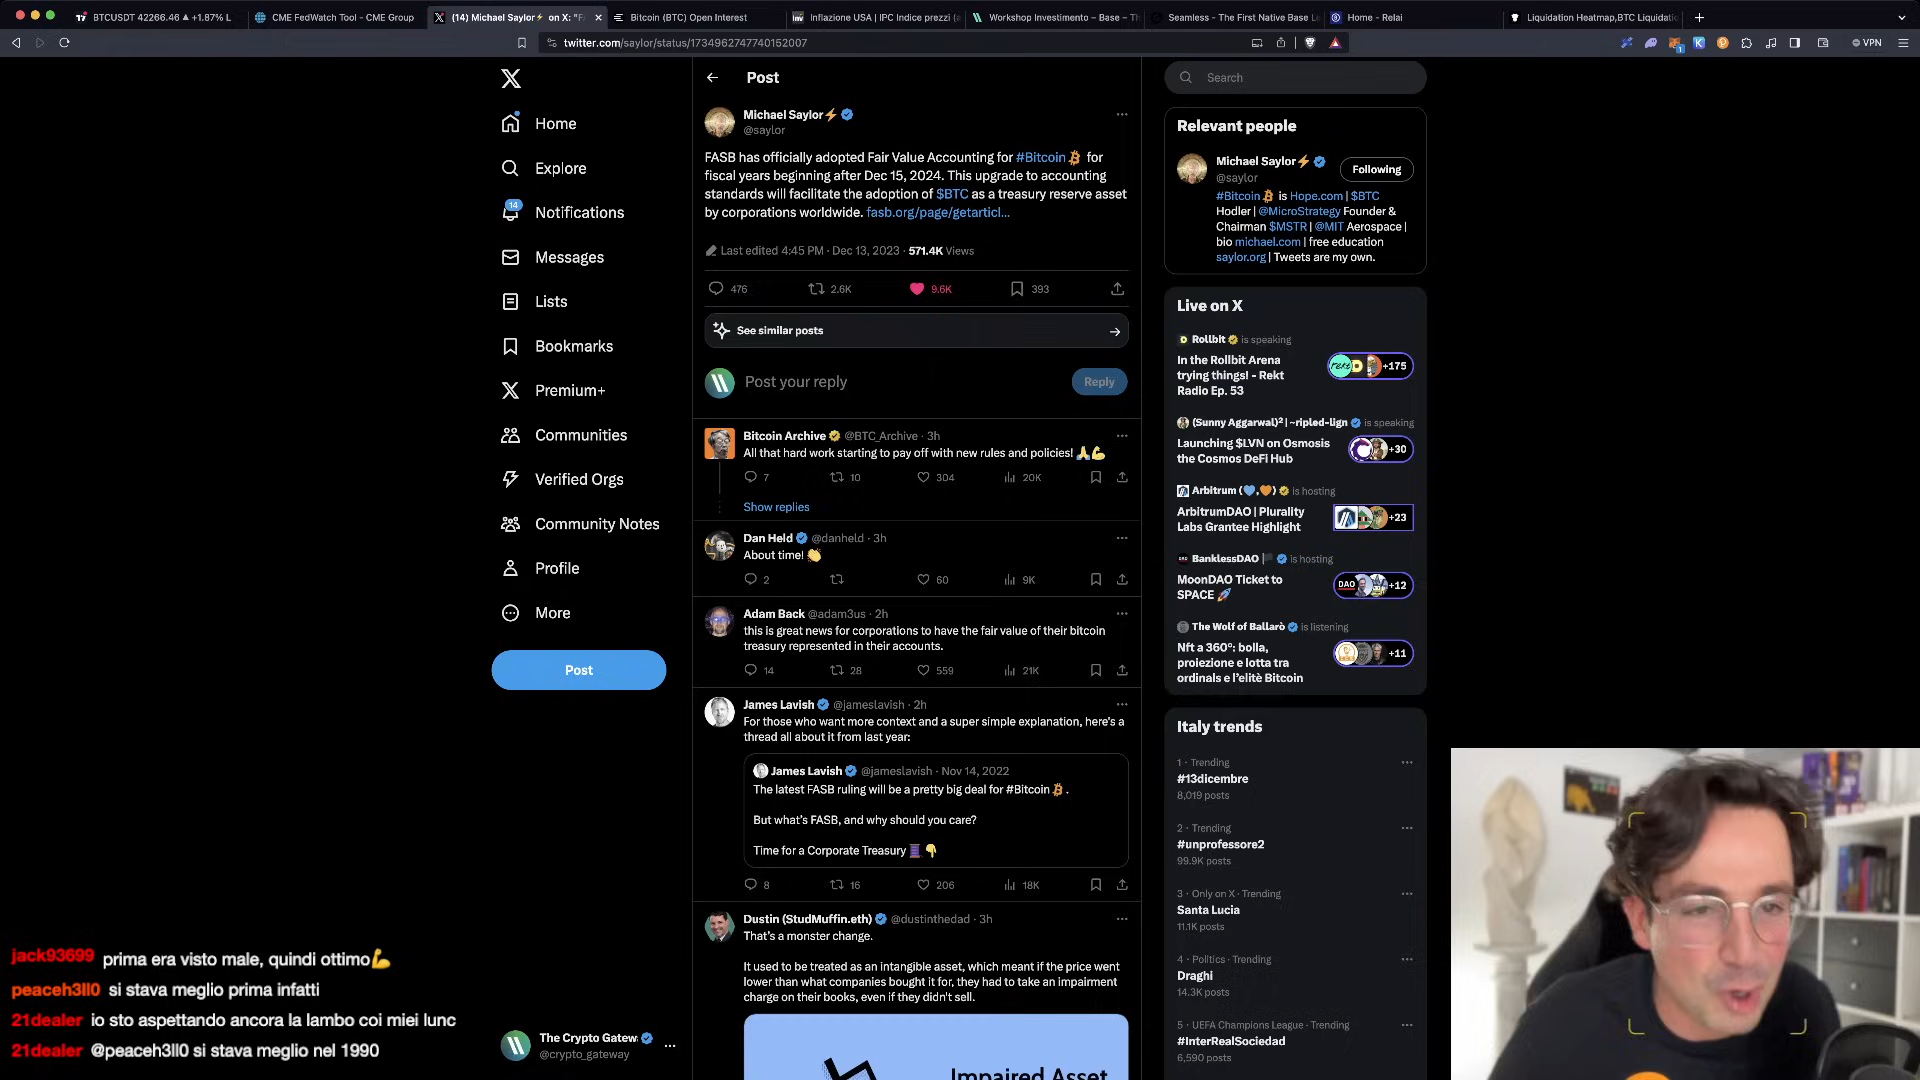 BTCUSDT 42266.46 ▲ +1.87% L
CME FedWatch Tool - CME Group
(14) Michael Saylor⚡ on X: "F
Bitcoin (BTC) Open Interest
Inflazione USA | IPC Indice prezzi (
Workshop Investimento – Base – T
Seamless - The First Native Base L
Home - Relai
Liquidation Heatmap,BTC Liquidati
twitter.com/saylor/status/1734962747740152007
VPN
Home
Explore
14
Notifications
Messages
Lists
Bookmarks
Premium+
Communities
Verified Orgs
Community Notes
Profile
More
Post
The Crypto Gatew
@crypto_gateway
Post
Michael Saylor⚡
@saylor
FASB has officially adopted Fair Value Accounting for #Bitcoin for
fiscal years beginning after Dec 15, 2024. This upgrade to accounting
standards will facilitate the adoption of $BTC as a treasury reserve asset
by corporations worldwide. fasb.org/page/getarticl...
Last edited 4:45 PM · Dec 13, 2023 · 571.4K Views
476 2.6K 9.6K 393
See similar posts
Post your reply
Reply
Bitcoin Archive @BTC_Archive · 3h
All that hard work starting to pay off with new rules and policies! 🙏💪
7 10 304 20K
Show replies
Dan Held @danheld · 3h
About time! 👏
2 60 9K
Adam Back @adam3us · 2h
this is great news for corporations to have the fair value of their bitcoin
treasury represented in their accounts.
14 28 559 21K
James Lavish @jameslavish · 2h
For those who want more context and a super simple explanation, here's a
thread all about it from last year:
James Lavish @jameslavish · Nov 14, 2022
The latest FASB ruling will be a pretty big deal for #Bitcoin .
But what's FASB, and why should you care?
Time for a Corporate Treasury 🧵 👇
8 16 206 18K
Dustin (StudMuffin.eth) @dustinthedad · 3h
That's a monster change.
It used to be treated as an intangible asset, which meant if the price went
lower than what companies bought it for, they had to take an impairment
charge on their books, even if they didn't sell.
Impaired Asset
Search
Relevant people
Michael Saylor⚡
@saylor
Following
#Bitcoin is Hope.com | $BTC
Hodler | @MicroStrategy Founder &
Chairman $MSTR | @MIT Aerospace |
bio michael.com | free education
saylor.org | Tweets are my own.
Live on X
Rollbit is speaking
In the Rollbit Arena
trying things! - Rekt
Radio Ep. 53
+175
(Sunny Aggarwal)² | ~ripled-lign is speaking
Launching $LVN on Osmosis
the Cosmos DeFi Hub
+30
Arbitrum (💙,🧡) is hosting
ArbitrumDAO | Plurality
Labs Grantee Highlight
+23
BanklessDAO 🏴 is hosting
MoonDAO Ticket to
SPACE 🚀
DAO
+12
The Wolf of Ballarò is listening
Nft a 360°: bolla,
proiezione e lotta tra
ordinals e l'elitè Bitcoin
+11
Italy trends
1 · Trending
#13dicembre
8,019 posts
2 · Trending
#unprofessore2
99.9K posts
3 · Only on X · Trending
Santa Lucia
11.1K posts
4 · Politics · Trending
Draghi
14.3K posts
5 · UEFA Champions League · Trending
#InterRealSociedad
6,590 posts
jack93699 prima era visto male, quindi ottimo💪
peaceh3ll0 si stava meglio prima infatti
21dealer io sto aspettando ancora la lambo coi miei lunc
21dealer @peaceh3ll0 si stava meglio nel 1990